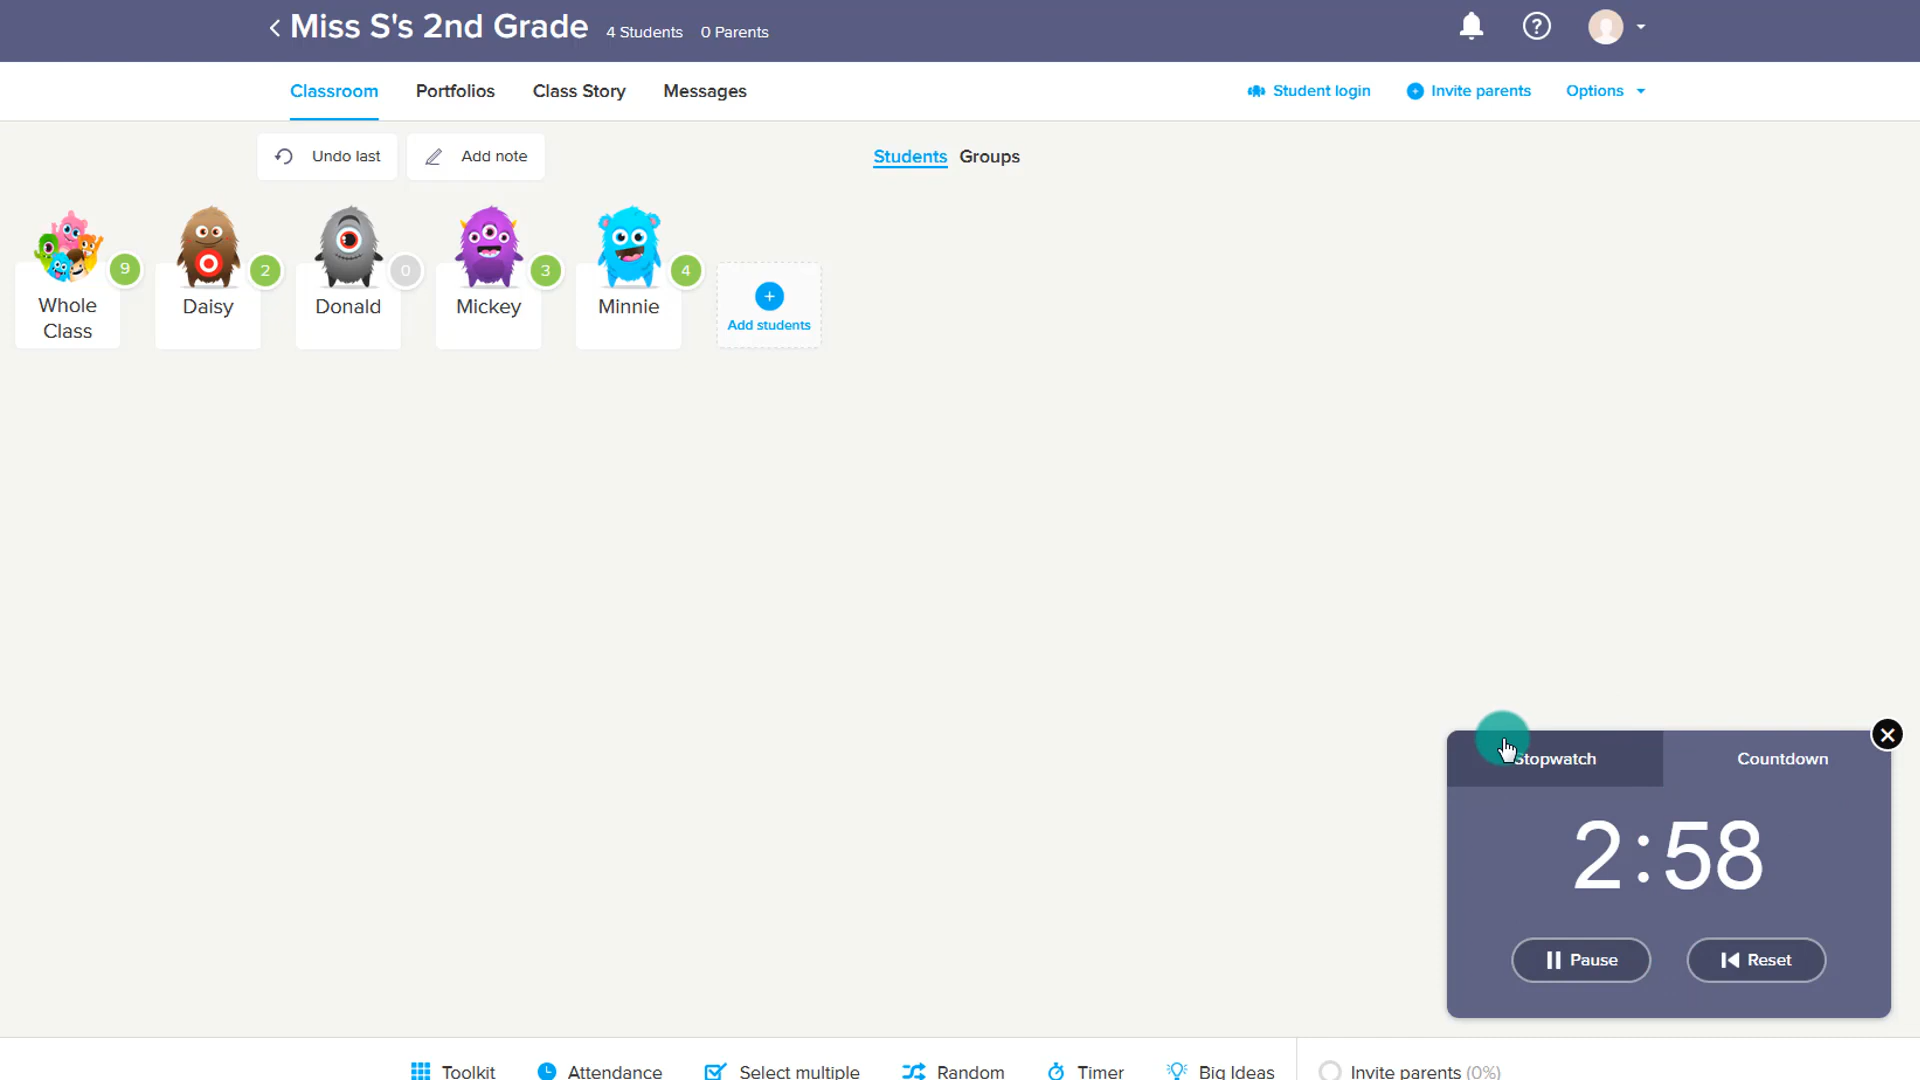 Miss S's 2nd Grade 4 Students 0 Parents
Classroom Portfolios Class Story Messages Student login Invite parents Options
Undo last Add note Students Groups
9 2 0 3 4
Whole Class Daisy Donald Mickey Minnie Add students
Stopwatch Countdown
2:58
Pause Reset
Toolkit Attendance Select multiple Random Timer Big Ideas Invite parents (0%)